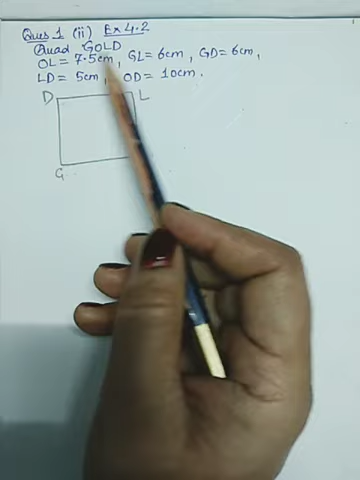 Ques 1 (ii) Ex 4.2
Quad GOLD
OL = 7.5cm, GL = 6cm, GD = 6cm,
LD = 5cm, OD = 10cm.
D L
G